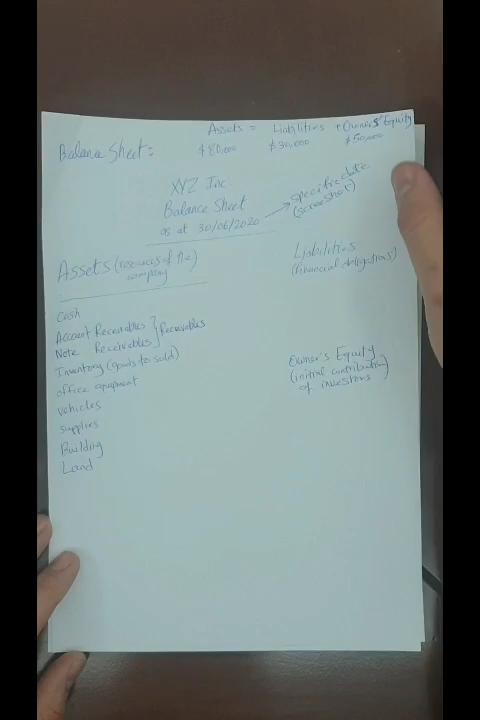 Assets = Liabilities + Owners' Equity
Balance Sheet: $80,000 $30,000 $50,000
XYZ Inc
Balance Sheet
as at 30/06/2020
specific date
(screeshot)
Assets (resources of the
company)
Liabilities
(financial obligations)
Cash
Account Receivables
Note Receivables
Receivables
Inventory (goods to sold)
office equipment
vehicles
supplies
Building
Land
Owner's Equity
(initial contribution
of investors)